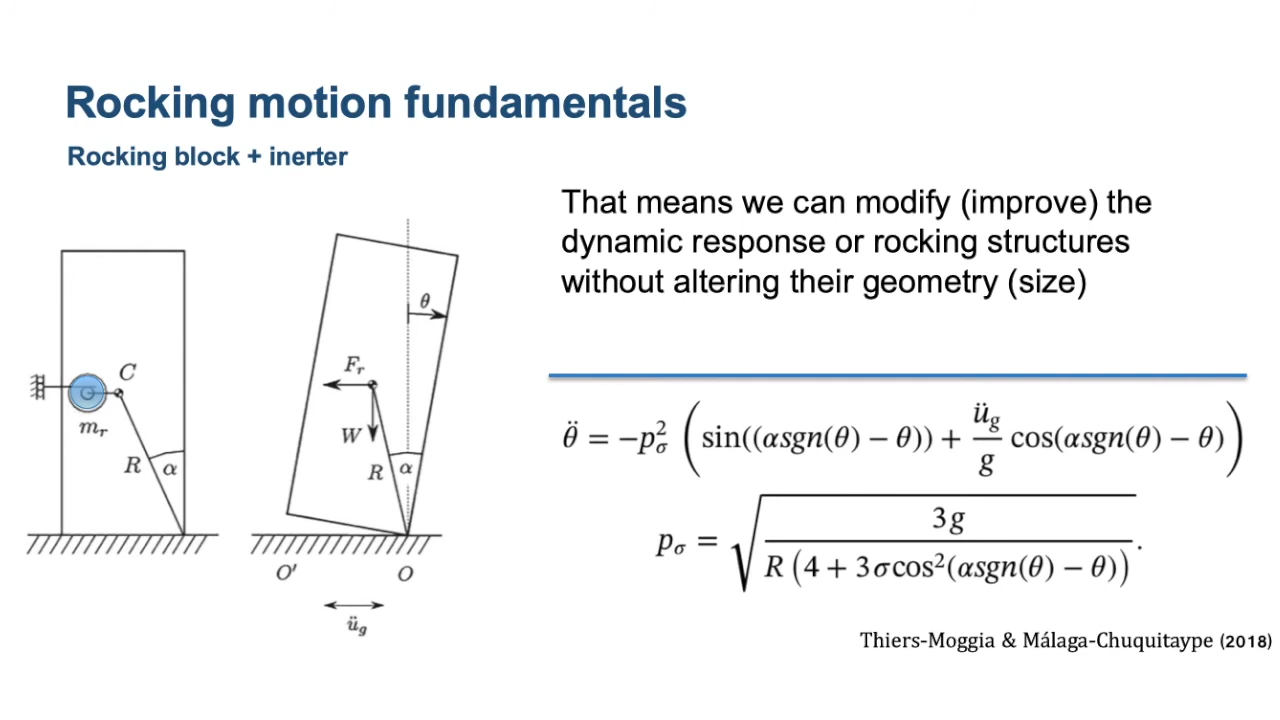 Rocking motion fundamentals
Rocking block + inerter
That means we can modify (improve) the
dynamic response or rocking structures
without altering their geometry (size)
C
m_r
R
α
θ
F_r
W
R
α
O'
O
ü_g
θ̈ = −p_σ² ( sin((αsgn(θ) − θ)) + ü_g/g cos(αsgn(θ) − θ) )
p_σ = √( 3g / R (4 + 3σcos²(αsgn(θ) − θ)) ) .
Thiers-Moggia & Málaga-Chuquitaype (2018)